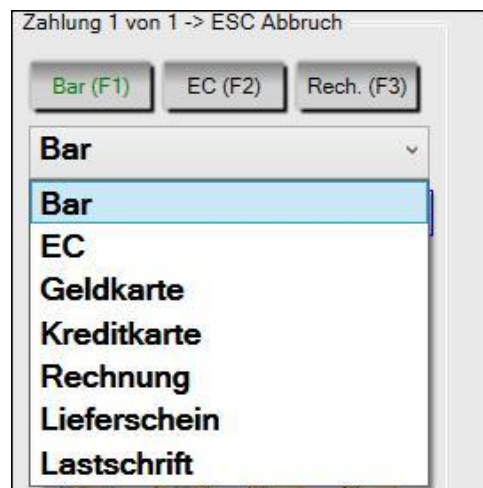 Zahlung 1 von 1 -> ESC Abbruch
Bar (F1) EC (F2) Rech. (F3)
Bar
Bar
EC
Geldkarte
Kreditkarte
Rechnung
Lieferschein
Lastschrift